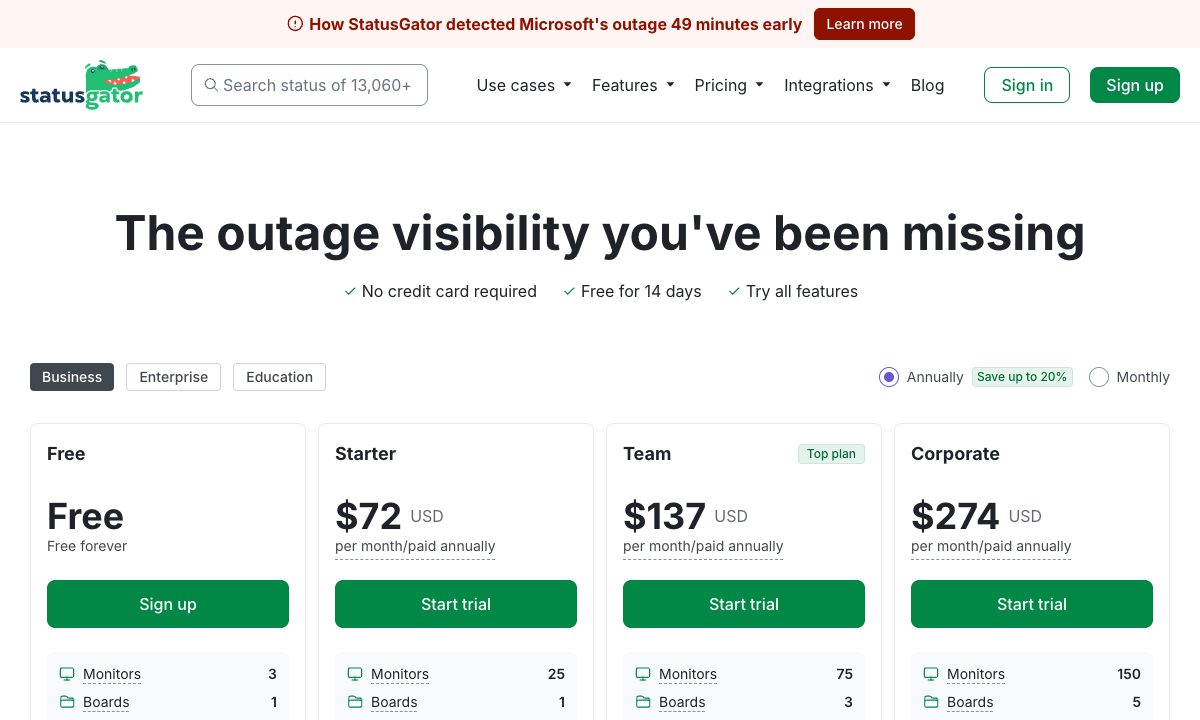 How StatusGator detected Microsoft's outage 49 minutes early Learn more
statusgator Search status of 13,060+ Use cases Features Pricing Integrations Blog Sign in Sign up
The outage visibility you've been missing
No credit card required Free for 14 days Try all features
Business Enterprise Education Annually Save up to 20% Monthly
Free
Free
Free forever
Sign up
Monitors 3
Boards 1
Starter
$72 USD
per month/paid annually
Start trial
Monitors 25
Boards 1
Team Top plan
$137 USD
per month/paid annually
Start trial
Monitors 75
Boards 3
Corporate
$274 USD
per month/paid annually
Start trial
Monitors 150
Boards 5